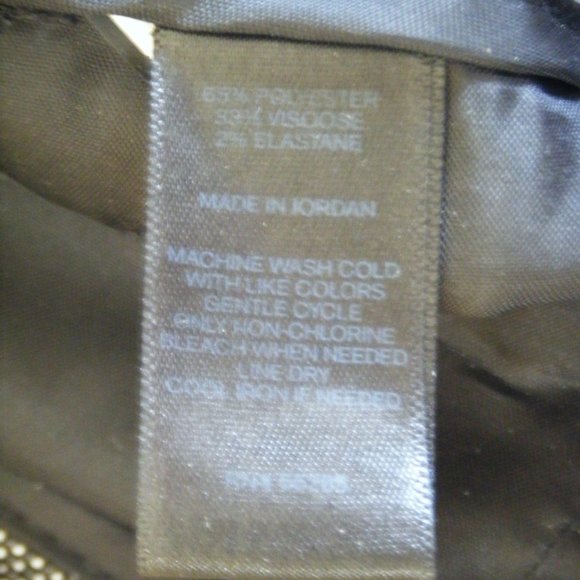 65% POLYESTER
33% VISCOSE
2% ELASTANE
MADE IN JORDAN
MACHINE WASH COLD
WITH LIKE COLORS
GENTLE CYCLE
ONLY NON-CHLORINE
BLEACH WHEN NEEDED
LINE DRY
COOL IRON IF NEEDED